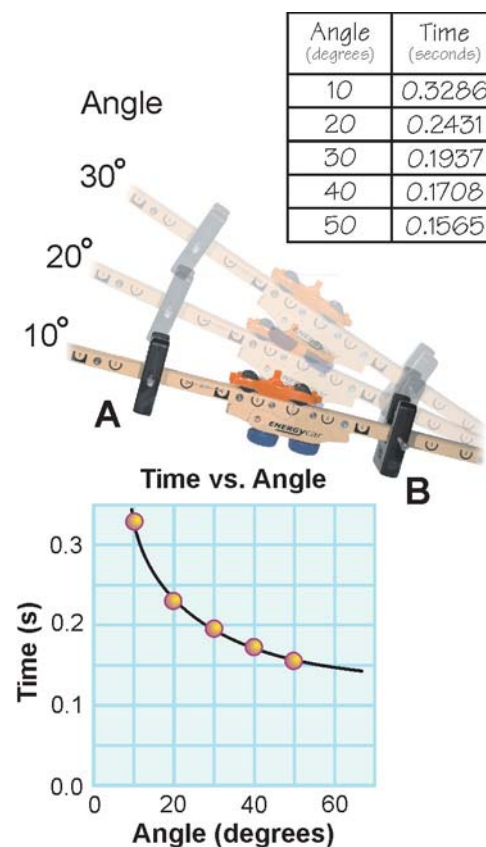 Angle Time
(degrees) (seconds)
10 0.3286
20 0.2431
30 0.1937
40 0.1708
50 0.1565
Angle
30°
20°
10°
A
ENERGYcar
B
Time vs. Angle
0.3
0.2
0.1
0.0
Time (s)
0 20 40 60
Angle (degrees)